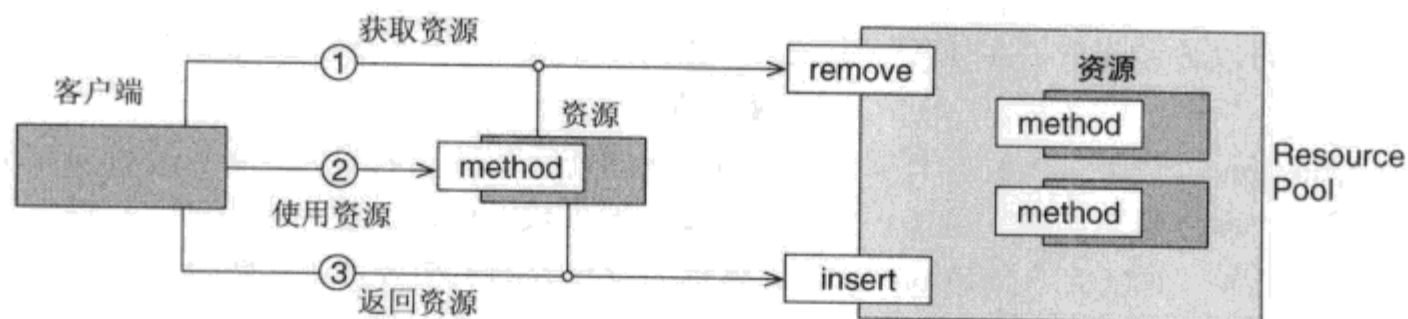 获取资源
①
remove
客户端
资源
method
②
使用资源
资源
method
method
Resource
Pool
③
insert
返回资源